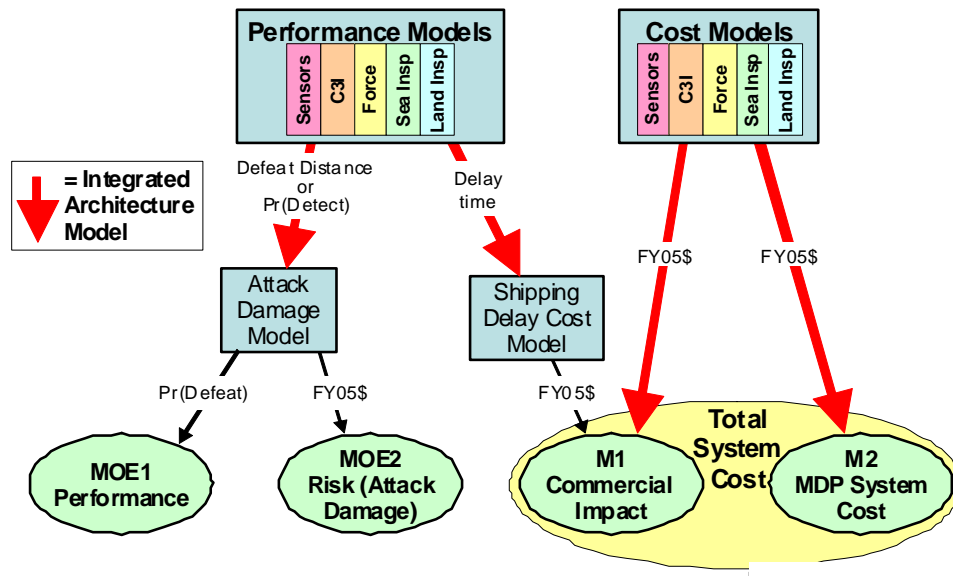 Performance Models
Sensors
C3I
Force
Sea Insp
Land Insp
Cost Models
Sensors
C3I
Force
Sea Insp
Land Insp
= Integrated
Architecture
Model
Defeat Distance
or
Pr(Detect)
Delay
time
FY05$
FY05$
Attack
Damage
Model
Shipping
Delay Cost
Model
Pr(Defeat)
FY05$
FY05$
MOE1
Performance
MOE2
Risk (Attack
Damage)
Total
System
Cost
M1
Commercial
Impact
M2
MDP System
Cost